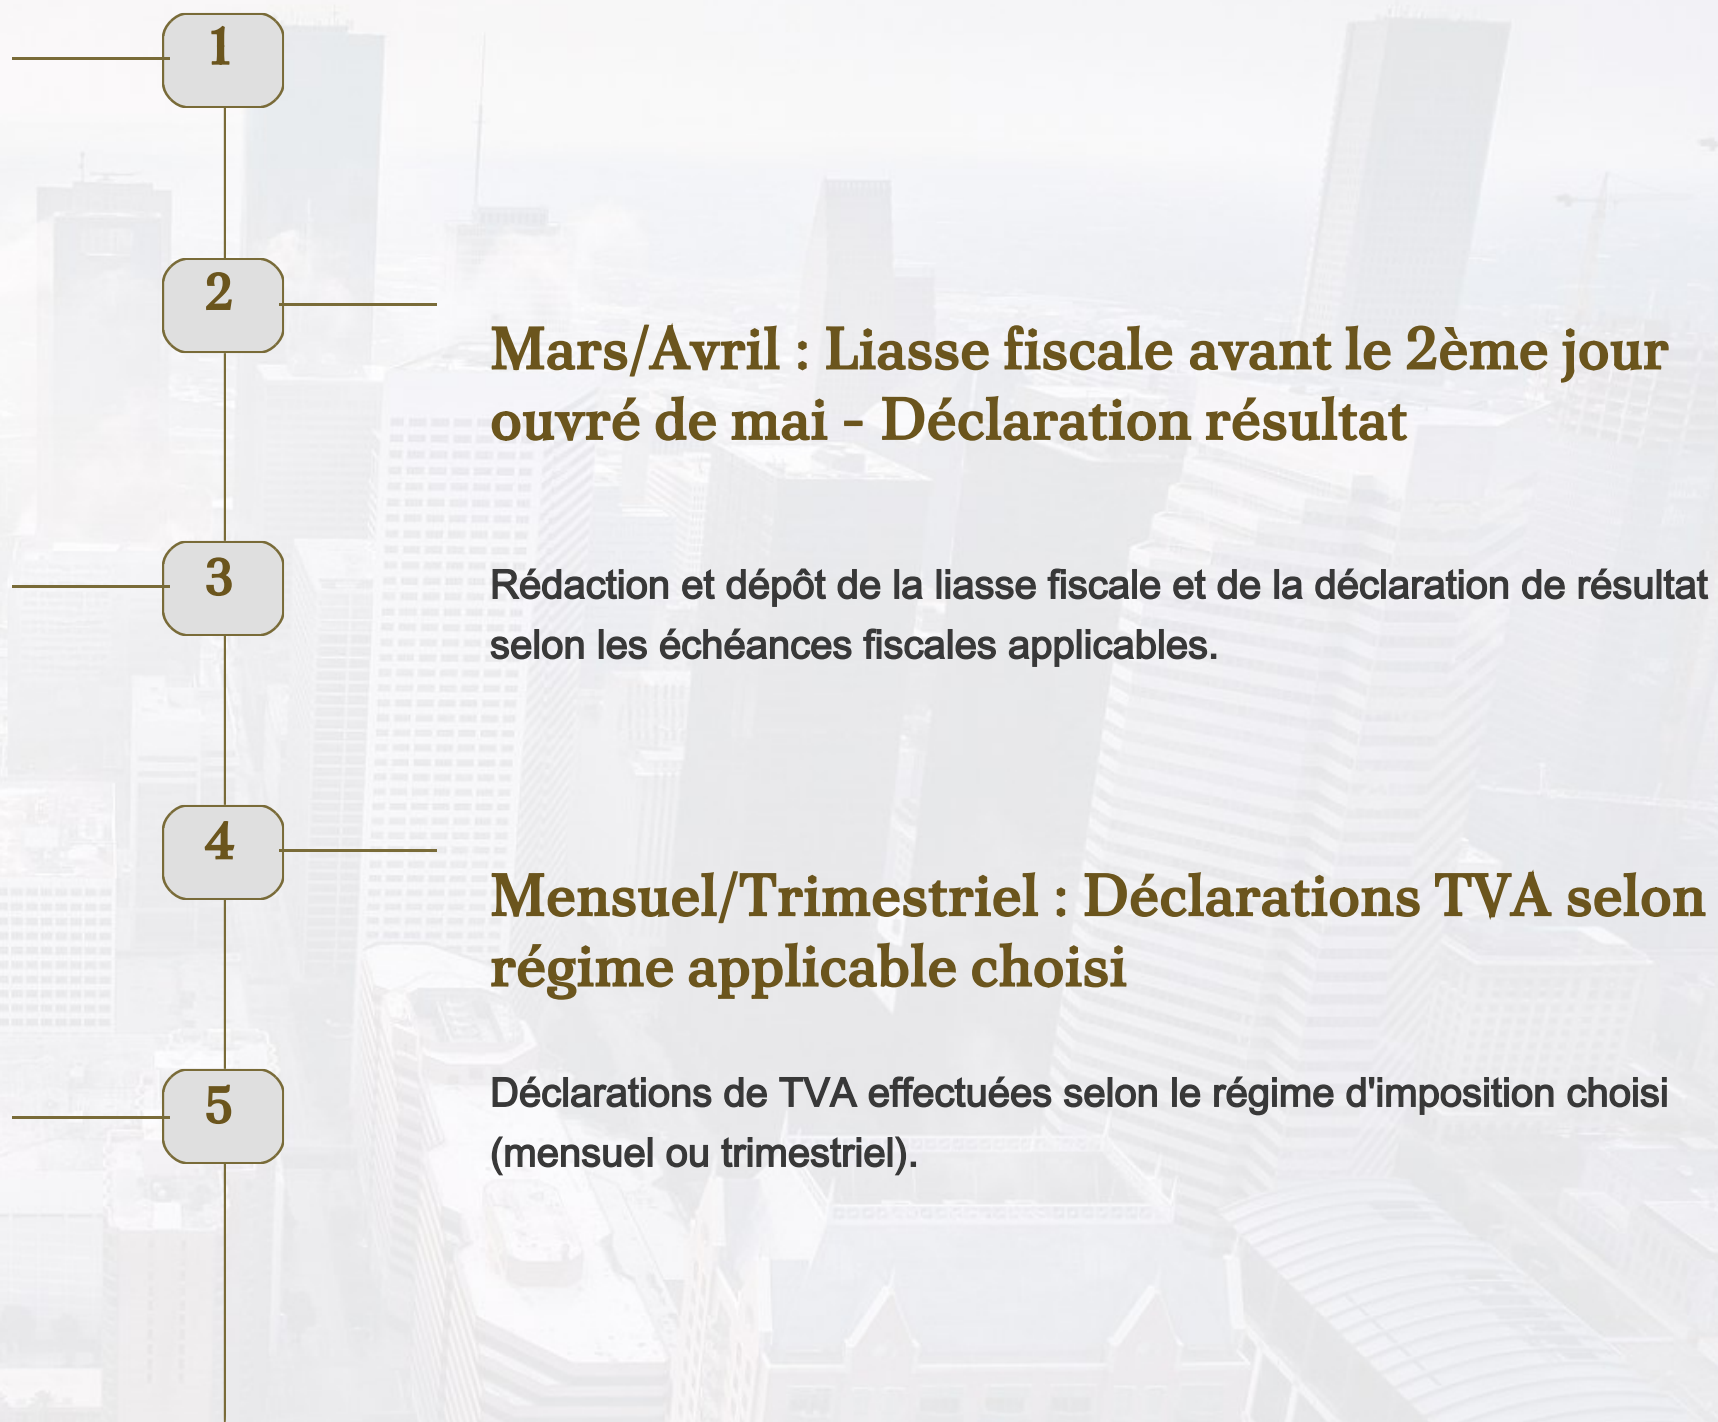 1
2
Mars/Avril : Liasse fiscale avant le 2ème jour
ouvré de mai - Déclaration résultat
3
Rédaction et dépôt de la liasse fiscale et de la déclaration de résultat
selon les échéances fiscales applicables.
4
Mensuel/Trimestriel : Déclarations TVA selon
régime applicable choisi
5
Déclarations de TVA effectuées selon le régime d'imposition choisi
(mensuel ou trimestriel).